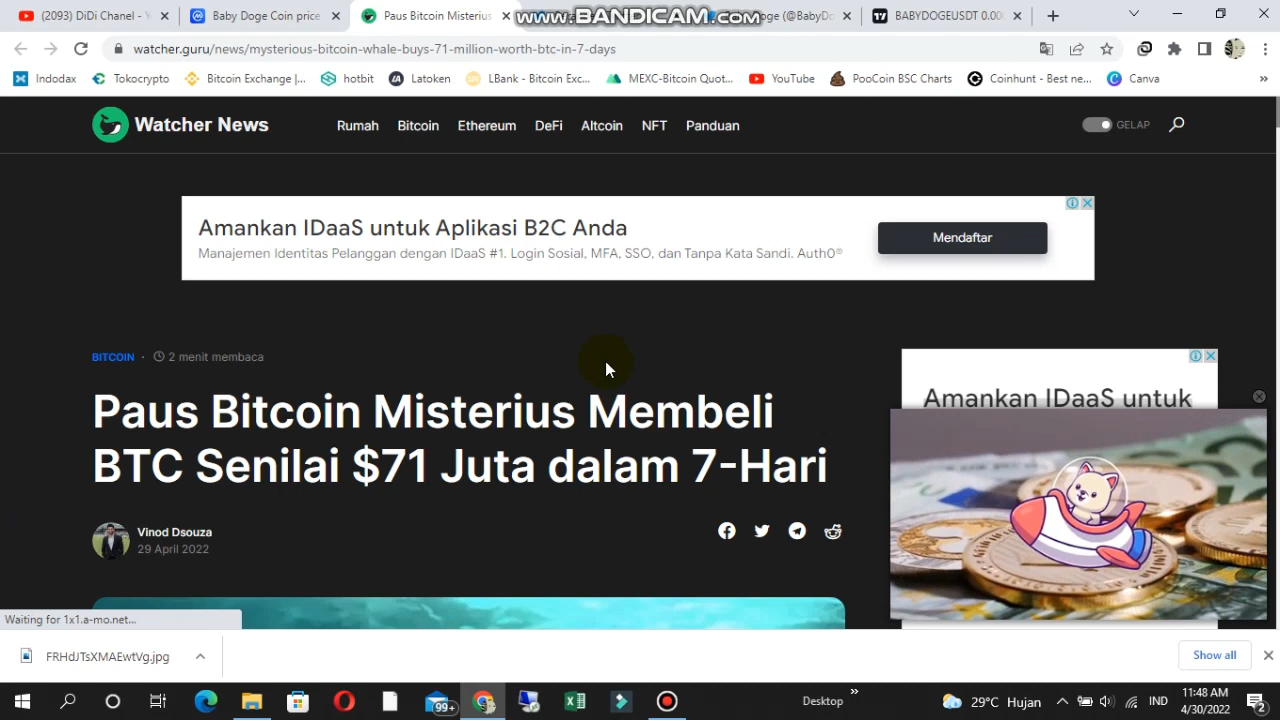 (2093) DiDi Chanel - Y
Baby Doge Coin price
Paus Bitcoin Misterius
www.BANDICAM.com
oge (@BabyDo
BABYDOGEUSDT 0.000
watcher.guru/news/mysterious-bitcoin-whale-buys-71-million-worth-btc-in-7-days
Indodax
Tokocrypto
Bitcoin Exchange |...
hotbit
Latoken
LBank - Bitcoin Exc...
MEXC-Bitcoin Quot...
YouTube
PooCoin BSC Charts
Coinhunt - Best ne...
Canva
Watcher News
Rumah
Bitcoin
Ethereum
DeFi
Altcoin
NFT
Panduan
GELAP
Amankan IDaaS untuk Aplikasi B2C Anda
Manajemen Identitas Pelanggan dengan IDaaS #1. Login Sosial, MFA, SSO, dan Tanpa Kata Sandi. Auth0®
Mendaftar
BITCOIN · 2 menit membaca
Paus Bitcoin Misterius Membeli
BTC Senilai $71 Juta dalam 7-Hari
Vinod Dsouza
29 April 2022
Amankan IDaaS untuk
Waiting for 1x1.a-mo.net...
FRHdJTsXMAEwtVg.jpg
Show all
99+
Desktop
29°C Hujan
IND
11:48 AM
4/30/2022
2